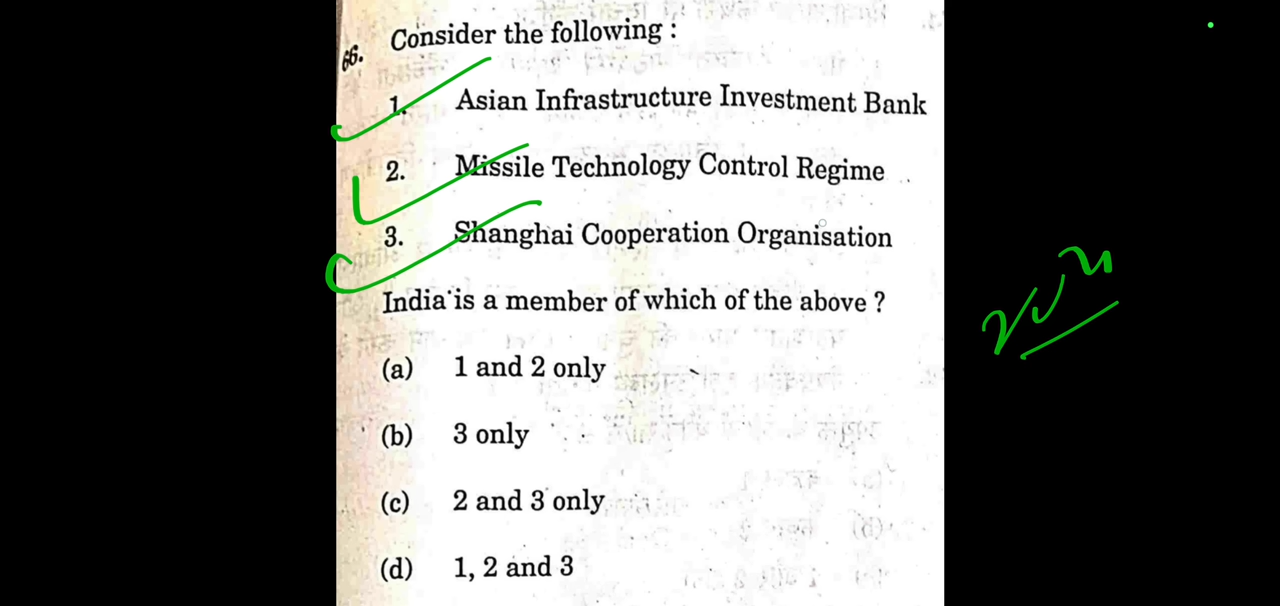 66. Consider the following :
1. Asian Infrastructure Investment Bank
2. Missile Technology Control Regime
3. Shanghai Cooperation Organisation
India is a member of which of the above ?
(a) 1 and 2 only
(b) 3 only
(c) 2 and 3 only
(d) 1, 2 and 3